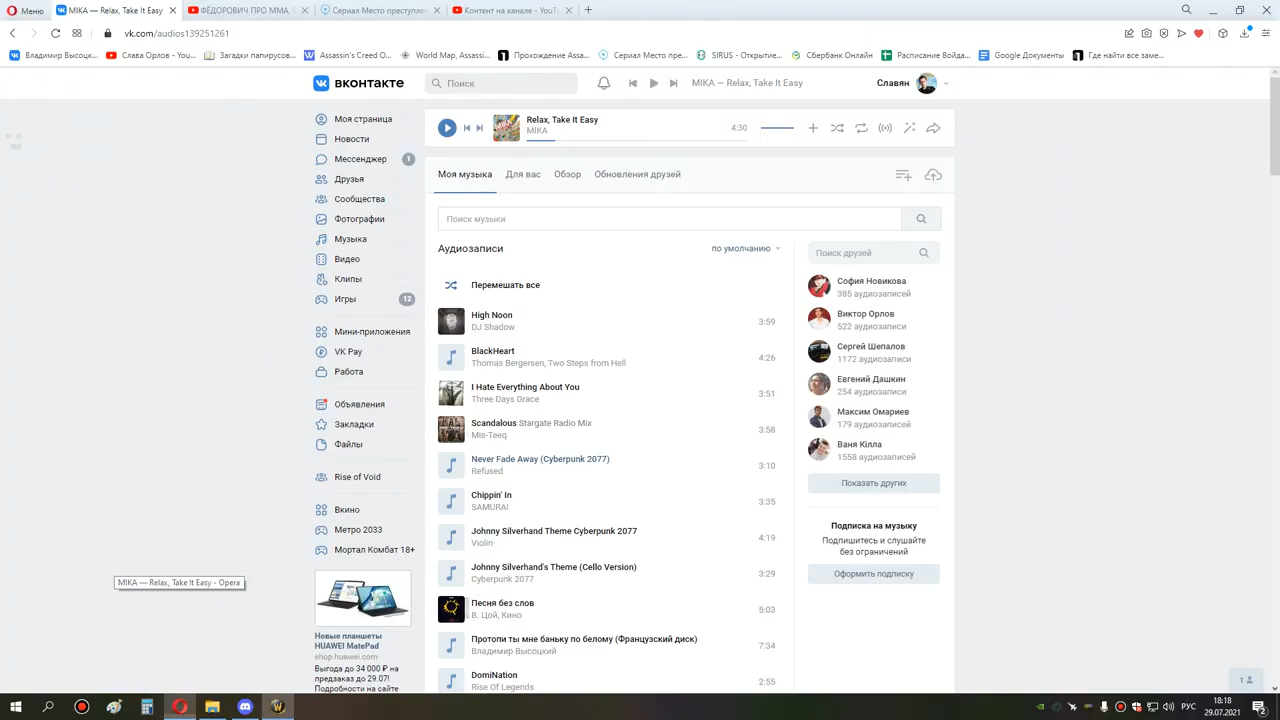 Меню
MIKA — Relax, Take It Easy
ФЁДОРОВИЧ ПРО ММА, Е
Сериал Место преступлен
Контент на канале - YouTu
vk.com/audios139251261
Владимир Высоцк...
Слава Орлов - You...
Загадки папирусов...
Assassin's Creed O...
World Map, Assassi...
Прохождение Assa...
Сериал Место пре...
SIRUS - Открытие...
Сбербанк Онлайн
Расписание Войда...
Google Документы
Где найти все заме...
вконтакте
Поиск
MIKA – Relax, Take It Easy
Славян
Моя страница
Новости
Мессенджер 1
Друзья
Сообщества
Фотографии
Музыка
Видео
Клипы
Игры 12
Мини-приложения
VK Pay
Работа
Объявления
Закладки
Файлы
Rise of Void
Вкино
Метро 2033
Мортал Комбат 18+
MIKA — Relax, Take It Easy - Opera
Новые планшеты
HUAWEI MatePad
shop.huawei.com
Выгода до 34 000 ₽ на
предзаказ до 29.07!
Подробности на сайте
Relax, Take It Easy
MIKA
4:30
Моя музыка
Для вас
Обзор
Обновления друзей
Поиск музыки
Аудиозаписи
по умолчанию
Перемешать все
High Noon
DJ Shadow
3:59
BlackHeart
Thomas Bergersen, Two Steps from Hell
4:26
I Hate Everything About You
Three Days Grace
3:51
Scandalous Stargate Radio Mix
Mis-Teeq
3:58
Never Fade Away (Cyberpunk 2077)
Refused
3:10
Chippin' In
SAMURAI
3:35
Johnny Silverhand Theme Cyberpunk 2077
Violin
4:19
Johnny Silverhand's Theme (Cello Version)
Cyberpunk 2077
3:29
Песня без слов
В. Цой, Кино
5:03
Протопи ты мне баньку по белому (Французский диск)
Владимир Высоцкий
7:34
DomiNation
Rise Of Legends
2:55
Поиск друзей
София Новикова
385 аудиозаписей
Виктор Орлов
522 аудиозаписи
Сергей Шепалов
1172 аудиозаписи
Евгений Дашкин
254 аудиозаписи
Максим Омариев
179 аудиозаписей
Ваня Кілла
1558 аудиозаписей
Показать других
Подписка на музыку
Подпишитесь и слушайте
без ограничений
Оформить подписку
1
РУС
18:18
29.07.2021
2